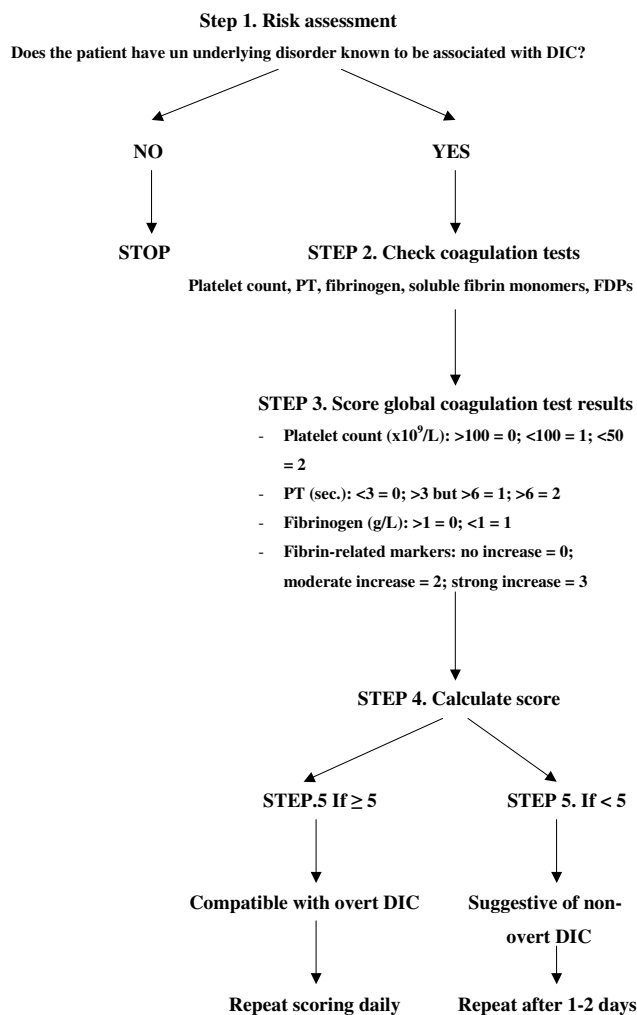 Step 1. Risk assessment
Does the patient have un underlying disorder known to be associated with DIC?
NO
YES
STOP
STEP 2. Check coagulation tests
Platelet count, PT, fibrinogen, soluble fibrin monomers, FDPs
STEP 3. Score global coagulation test results
- Platelet count (x10⁹/L): >100 = 0; <100 = 1; <50
= 2
- PT (sec.): <3 = 0; >3 but >6 = 1; >6 = 2
- Fibrinogen (g/L): >1 = 0; <1 = 1
- Fibrin-related markers: no increase = 0;
moderate increase = 2; strong increase = 3
STEP 4. Calculate score
STEP.5 If ≥ 5
STEP 5. If < 5
Compatible with overt DIC
Suggestive of non-
overt DIC
Repeat scoring daily
Repeat after 1-2 days